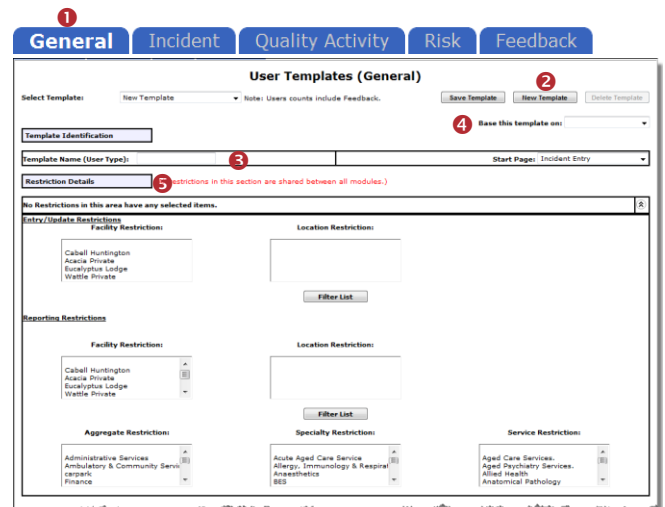 1
General Incident Quality Activity Risk Feedback
User Templates (General)
2
Select Template: New Template Note: Users counts include Feedback. Save Template New Template Delete Template
4 Base this template on:
Template Identification
Template Name (User Type): 3 Start Page: Incident Entry
Restriction Details 5 estrictions in this section are shared between all modules.)
No Restrictions in this area have any selected items.
Entry/Update Restrictions
Facility Restriction: Location Restriction:
Cabell Huntington
Acacia Private
Eucalyptus Lodge
Wattle Private
Filter List
Reporting Restrictions
Facility Restriction: Location Restriction:
Cabell Huntington
Acacia Private
Eucalyptus Lodge
Wattle Private
Filter List
Aggregate Restriction: Specialty Restriction: Service Restriction:
Administrative Services Acute Aged Care Service Aged Care Services.
Ambulatory & Community Servic Allergy, Immunology & Respirat Aged Psychiatry Services.
carpark Anaesthetics Allied Health
Finance BES Anatomical Pathology